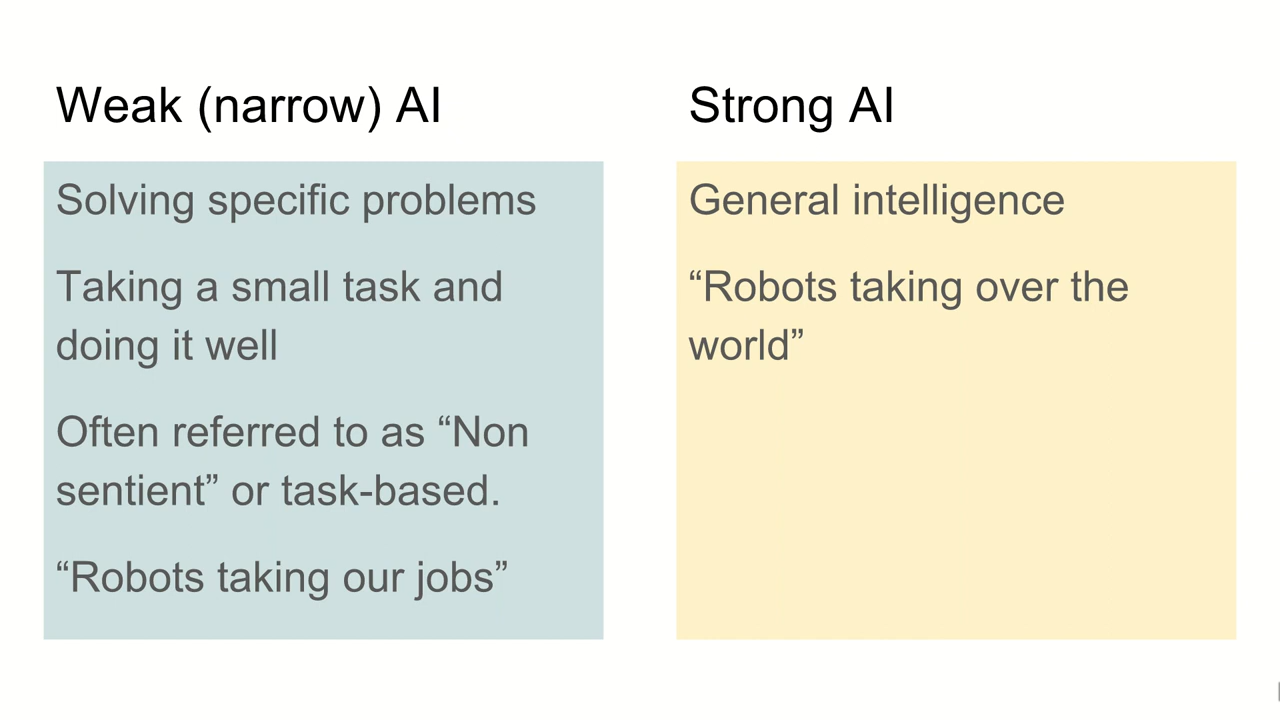 Weak (narrow) AI
Solving specific problems
Taking a small task and
doing it well
Often referred to as “Non
sentient” or task-based.
“Robots taking our jobs”
Strong AI
General intelligence
“Robots taking over the
world”